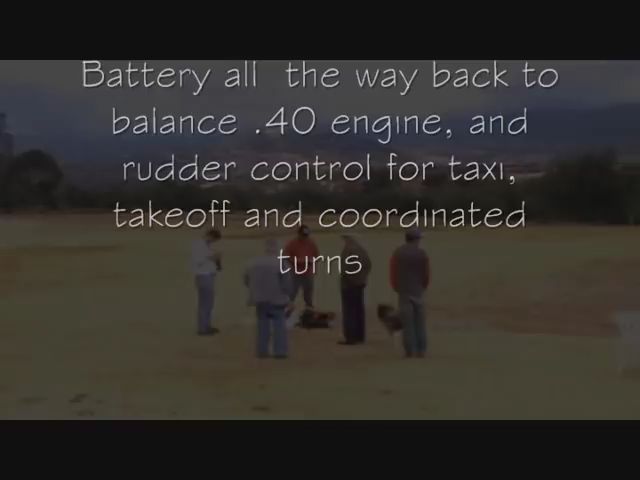 Battery all the way back to
balance .40 engine, and
rudder control for taxi,
takeoff and coordinated
turns